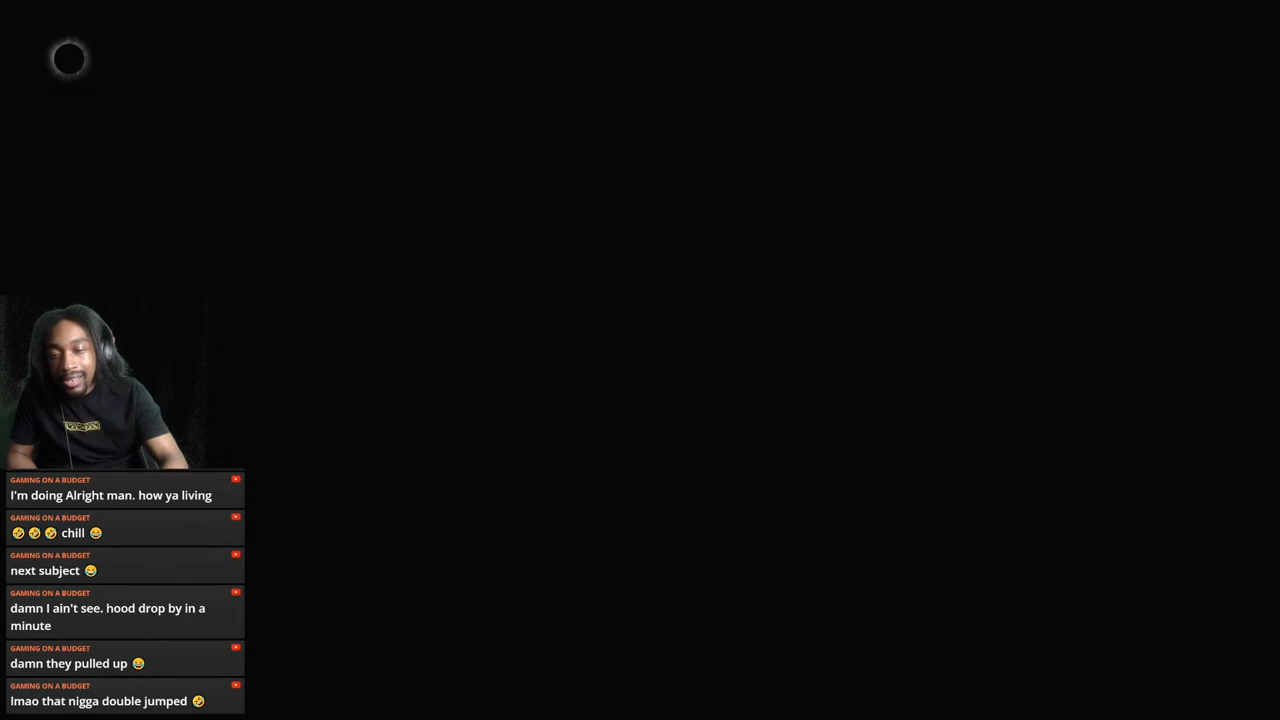 GAMING ON A BUDGET
I'm doing Alright man. how ya living
GAMING ON A BUDGET
🤣 🤣 🤣 chill 😂
GAMING ON A BUDGET
next subject 😂
GAMING ON A BUDGET
damn I ain't see. hood drop by in a
minute
GAMING ON A BUDGET
damn they pulled up 😂
GAMING ON A BUDGET
lmao that nigga double jumped 🤣